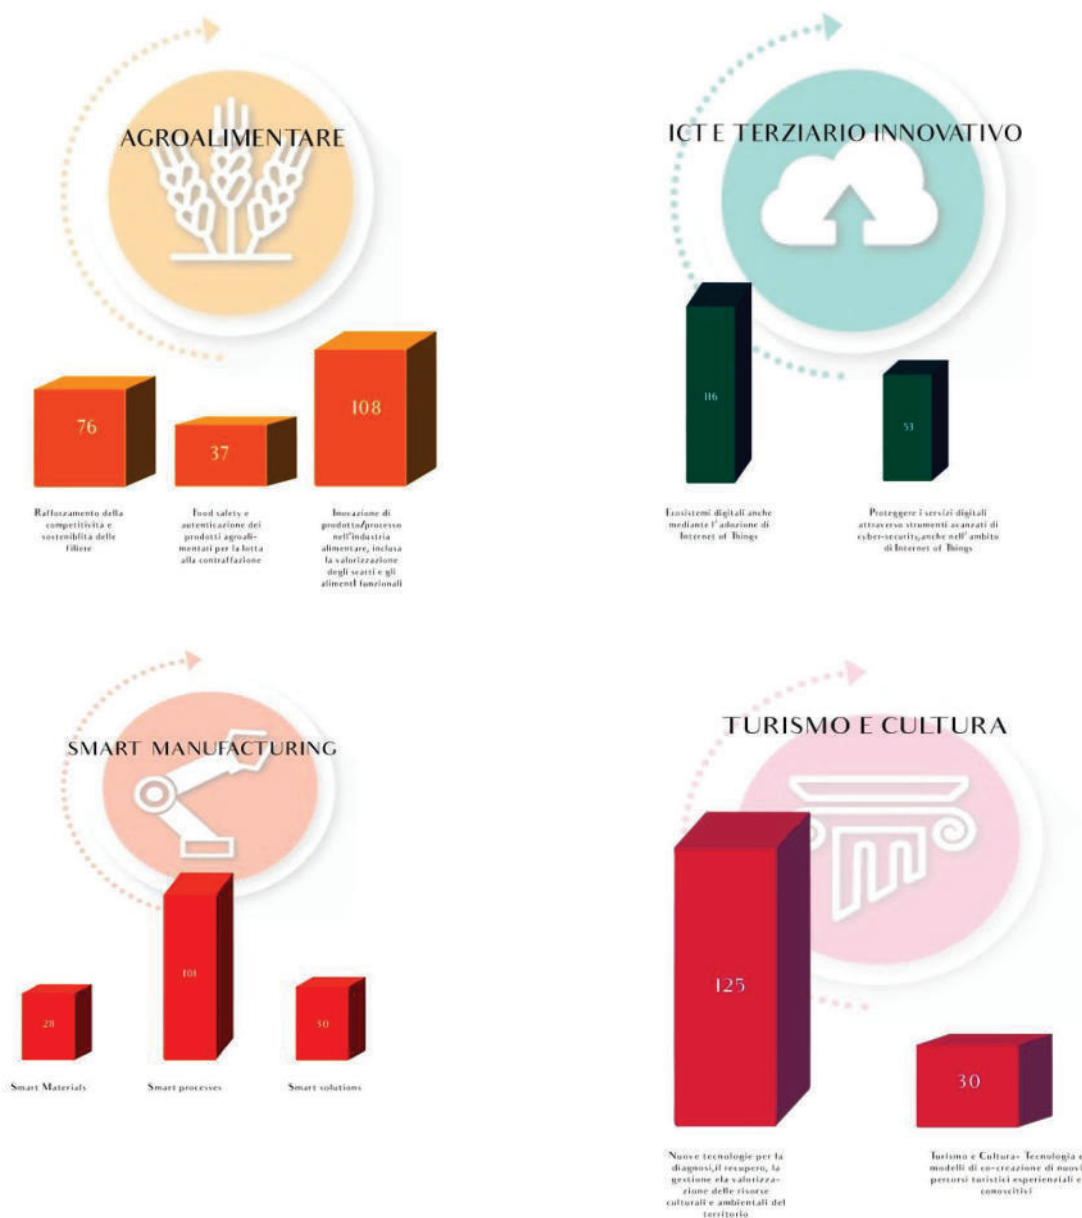 AGROALIMENTARE
76
37
108
Rafforzamento della
competitività e
sosteniblità delle
filiere
Food safety e
autenticazione dei
prodotti agroali-
mentati per la lotta
alla contraffazione
Inovazione di
prodotto/processo
nell'industria
alimentare, inclusa
la valorizzazione
degli scarti e gli
alimenti funzionali
ICT E TERZIARIO INNOVATIVO
116
53
Ecosistemi digitali anche
mediante l'adozione di
Internet of Things
Proteggere i servizi digitali
attraverso strumenti avanzati di
cyber-security,anche nell' ambito
di Internet of Things
SMART MANUFACTURING
28
101
30
Smart Materials
Smart processes
Smart solutions
TURISMO E CULTURA
125
30
Nuove tecnologie per la
diagnosi,il recupero, la
gestione ela valorizza-
zione delle risorse
culturali e ambientali del
territorio
Turismo e Cultura- Tecnologia e
modelli di co-creazione di nuovi
percorsi turistici esperienziali e
conoscitivi